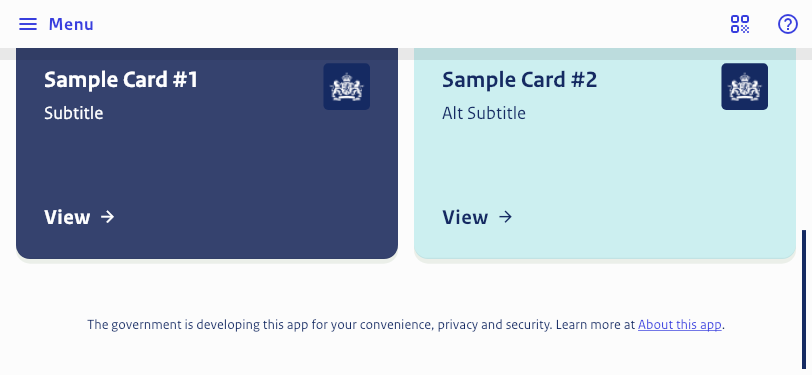 Menu
Sample Card #1
Subtitle
View
Sample Card #2
Alt Subtitle
View
The government is developing this app for your convenience, privacy and security. Learn more at About this app.